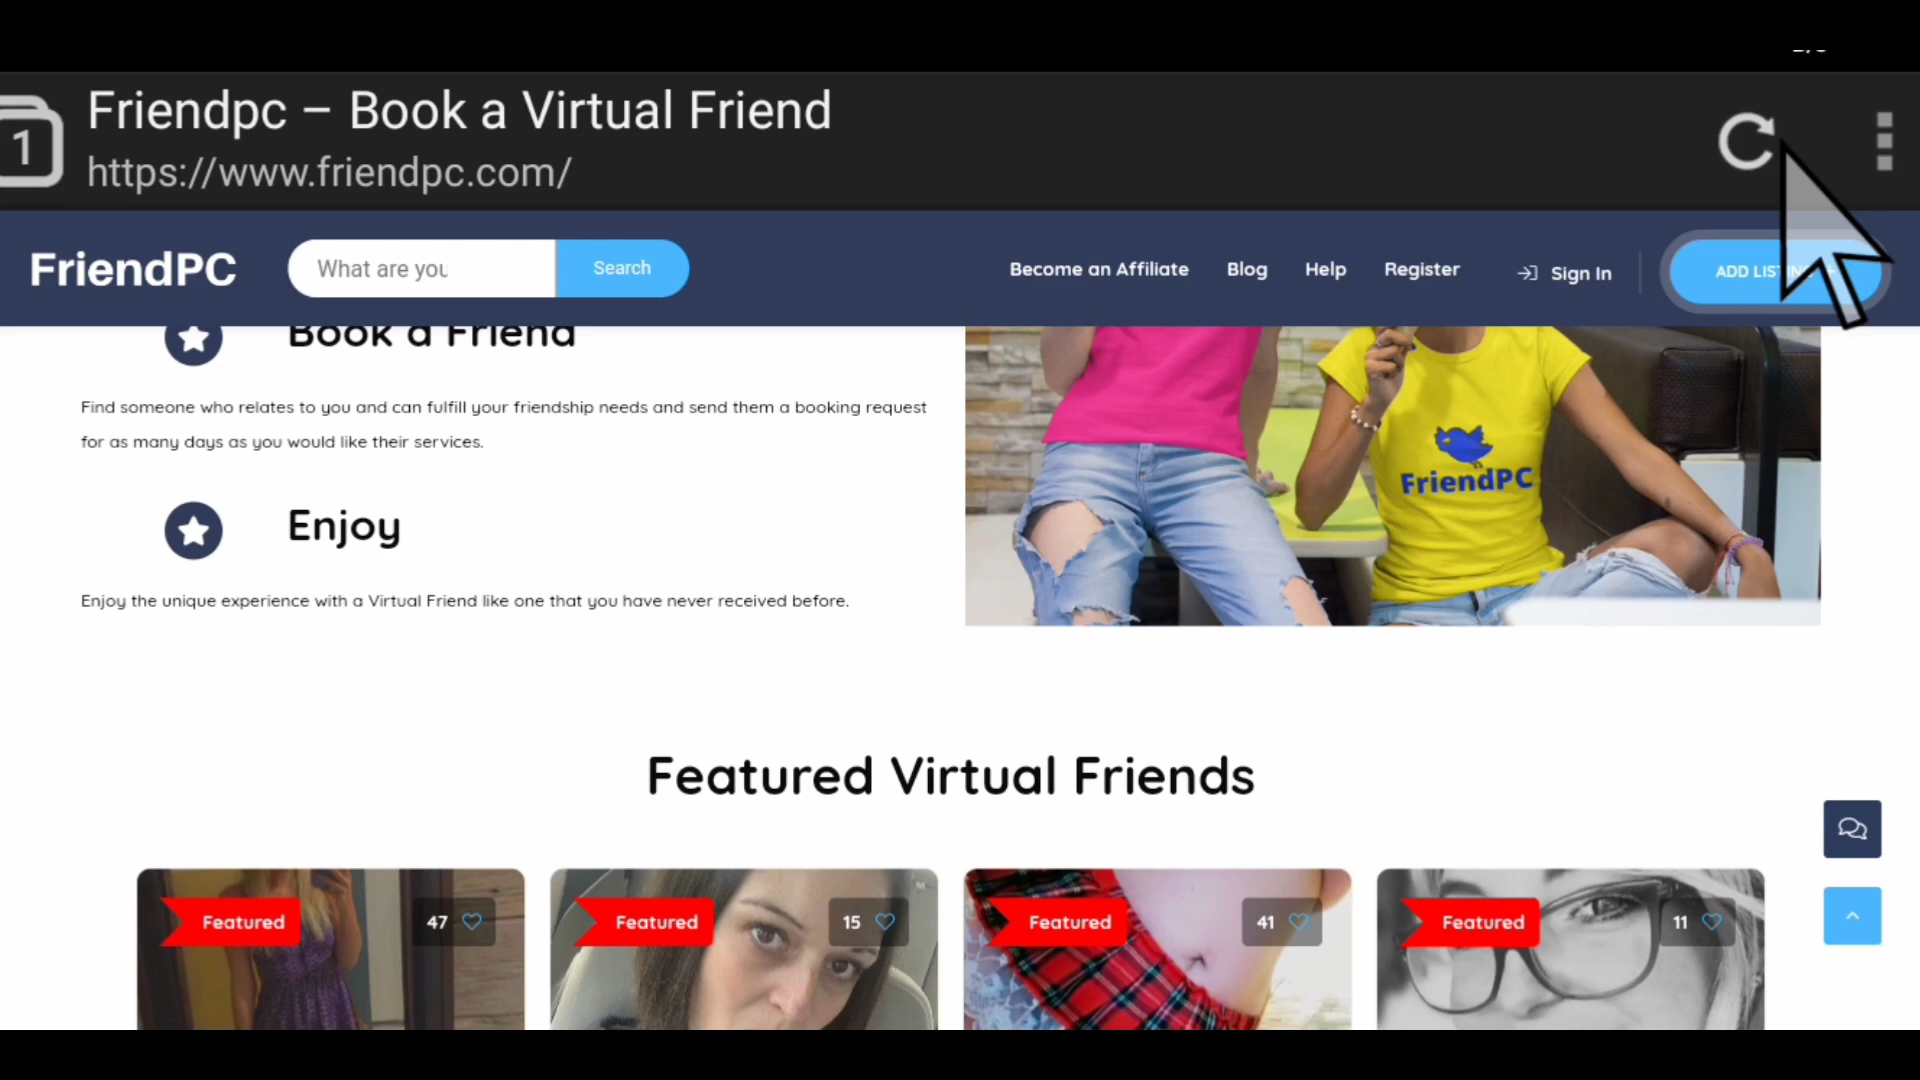 1
Friendpc – Book a Virtual Friend
https://www.friendpc.com/
FriendPC
What are you
Search
Become an Affiliate
Blog
Help
Register
Sign In
ADD
Book a Friend
Find someone who relates to you and can fulfill your friendship needs and send them a booking request
for as many days as you would like their services.
Enjoy
Enjoy the unique experience with a Virtual Friend like one that you have never received before.
FriendPC
Featured Virtual Friends
Featured
47
Featured
15
Featured
41
Featured
11